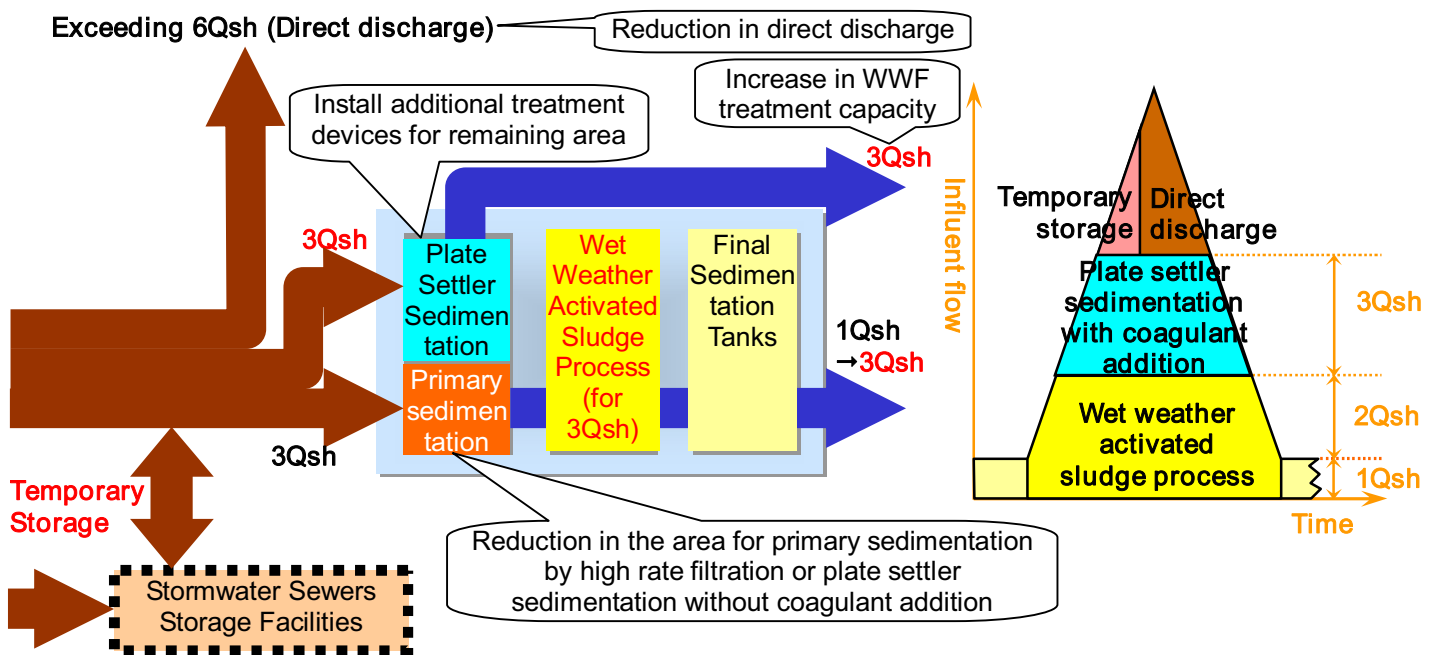 Exceeding 6Qsh (Direct discharge)
Reduction in direct discharge
Increase in WWF
treatment capacity
Install additional treatment
devices for remaining area
3Qsh
3Qsh
Plate
Settler
Sedimen
tation
Primary
sedimen
tation
Wet
Weather
Activated
Sludge
Process
(for
3Qsh)
Final
Sedimen
tation
Tanks
1Qsh
→3Qsh
3Qsh
Temporary
Storage
Stormwater Sewers
Storage Facilities
Reduction in the area for primary sedimentation
by high rate filtration or plate settler
sedimentation without coagulant addition
Influent flow
Temporary
storage
Direct
discharge
Plate settler
sedimentation
with coagulant
addition
Wet weather
activated
sludge process
3Qsh
2Qsh
1Qsh
Time